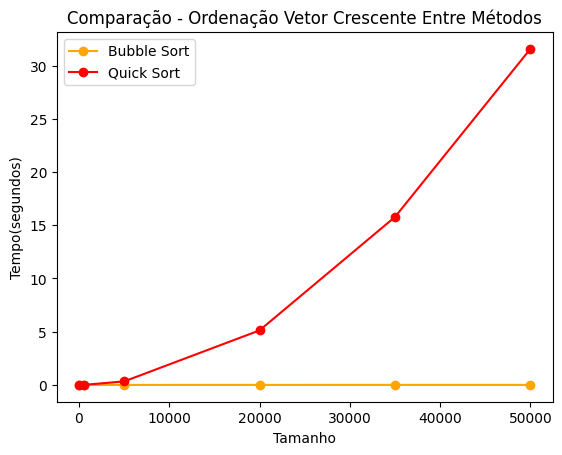 Comparação - Ordenação Vetor Crescente Entre Métodos
Bubble Sort
Quick Sort
Tempo(segundos)
30
25
20
15
10
5
0
0 10000 20000 30000 40000 50000
Tamanho